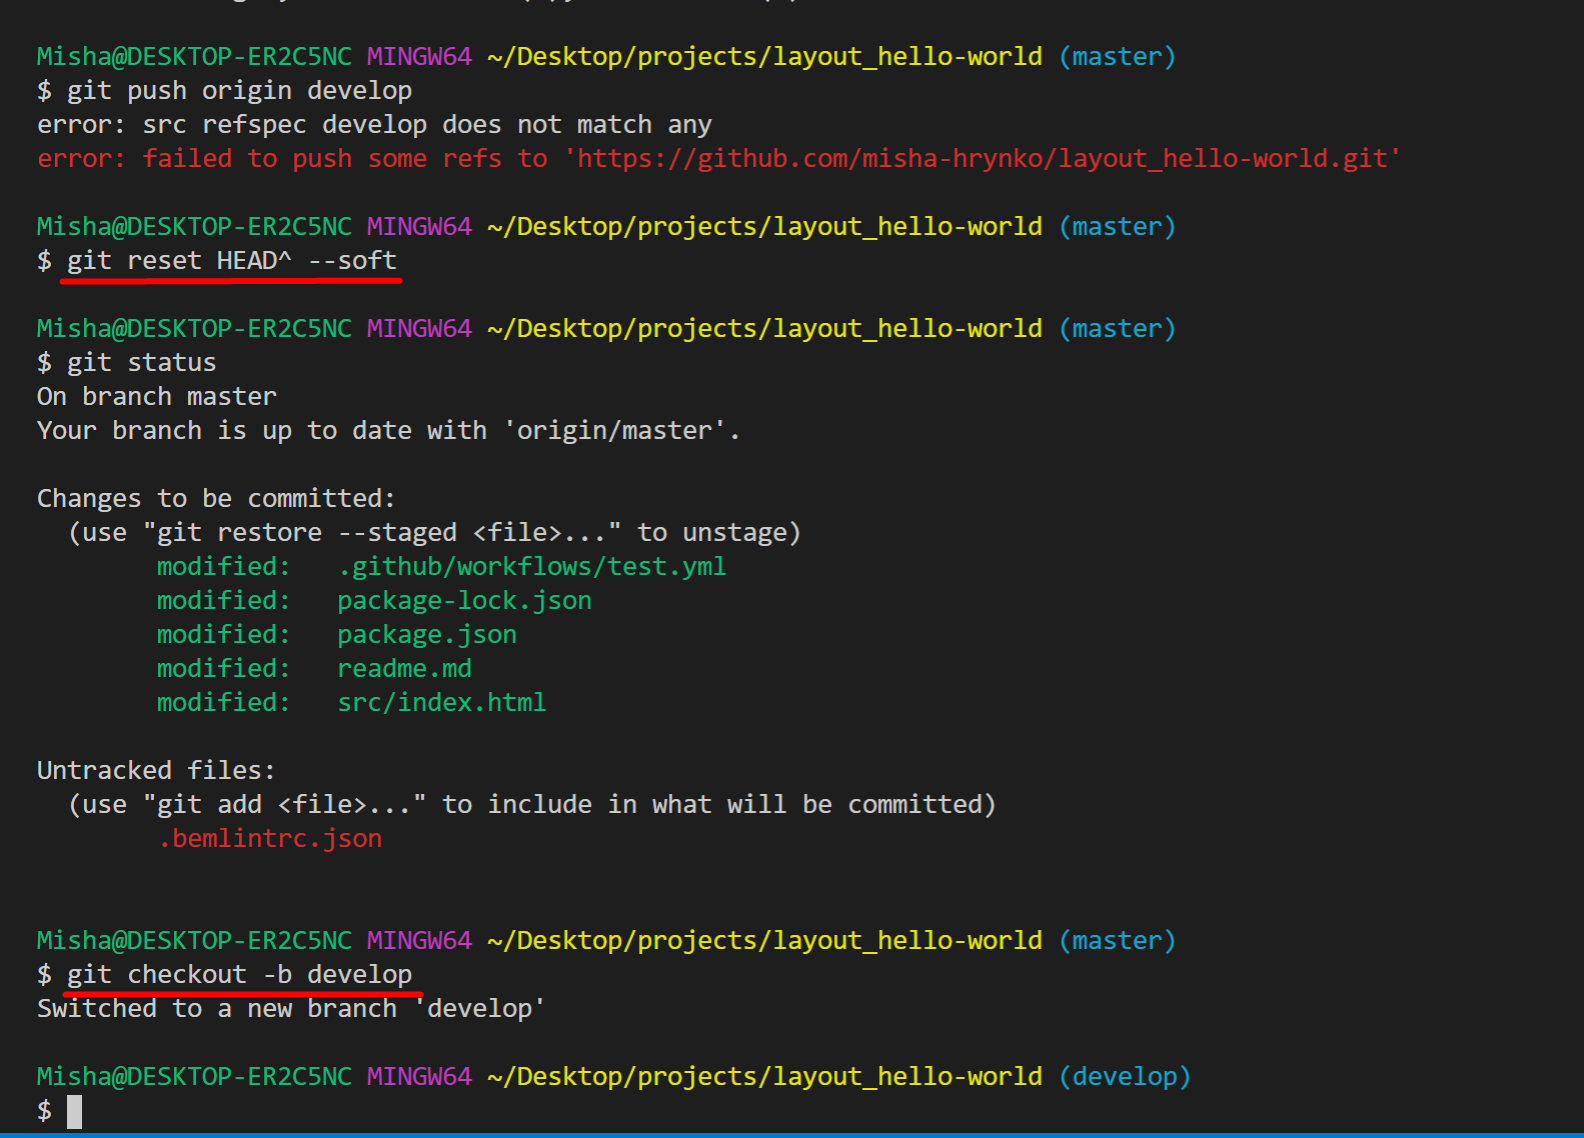 Misha@DESKTOP-ER2C5NC MINGW64 ~/Desktop/projects/layout_hello-world (master)
$ git push origin develop
error: src refspec develop does not match any
error: failed to push some refs to 'https://github.com/misha-hrynko/layout_hello-world.git'
Misha@DESKTOP-ER2C5NC MINGW64 ~/Desktop/projects/layout_hello-world (master)
$ git reset HEAD^ --soft
Misha@DESKTOP-ER2C5NC MINGW64 ~/Desktop/projects/layout_hello-world (master)
$ git status
On branch master
Your branch is up to date with 'origin/master'.
Changes to be committed:
  (use "git restore --staged <file>..." to unstage)
        modified:   .github/workflows/test.yml
        modified:   package-lock.json
        modified:   package.json
        modified:   readme.md
        modified:   src/index.html
Untracked files:
  (use "git add <file>..." to include in what will be committed)
        .bemlintrc.json
Misha@DESKTOP-ER2C5NC MINGW64 ~/Desktop/projects/layout_hello-world (master)
$ git checkout -b develop
Switched to a new branch 'develop'
Misha@DESKTOP-ER2C5NC MINGW64 ~/Desktop/projects/layout_hello-world (develop)
$